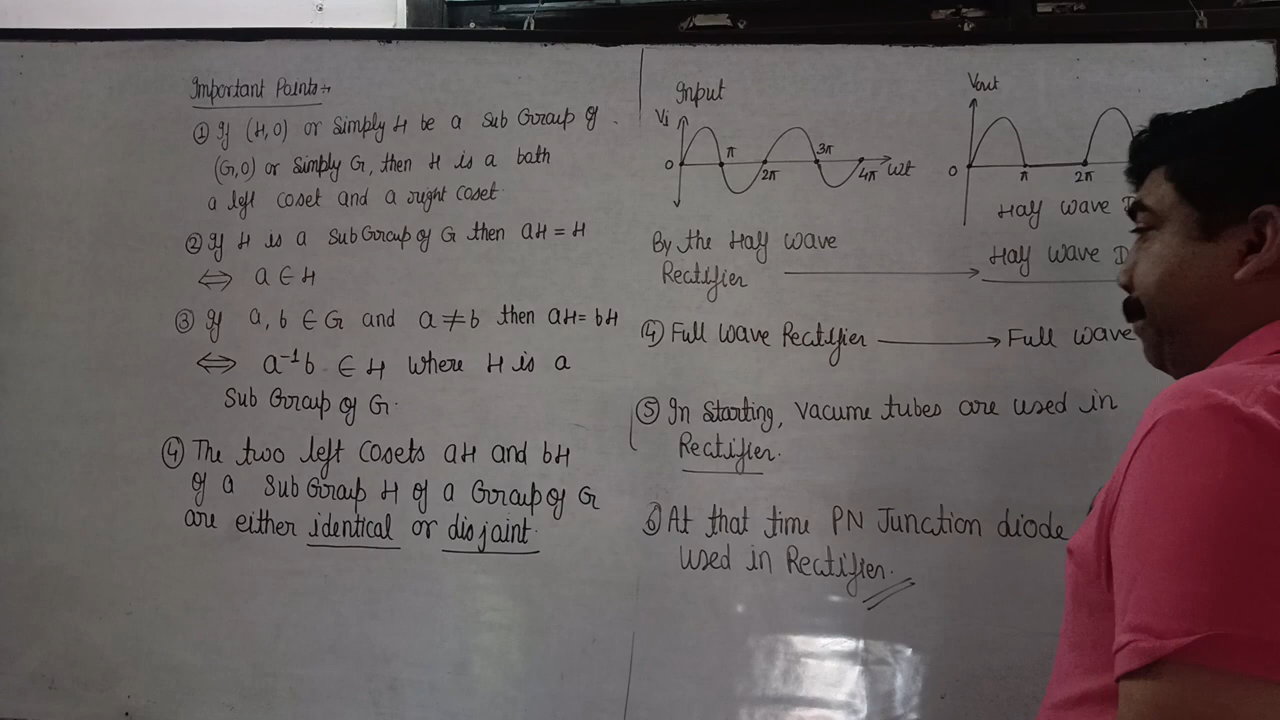 Important Points:-
① If (H,0) or simply H be a Sub Group of
(G,0) or simply G, then H is a bath
a left coset and a right coset.
② If H is a Sub Group of G then aH = H
⇔ a ∈ H
③ If a, b ∈ G and a ≠ b then aH = bH
⇔ a⁻¹b ∈ H where H is a
Sub Group of G.
④ The two left cosets aH and bH
of a Sub Group H of a Group of G
are either identical or disjoint.
Input
Vi
0 π 2π 3π 4π wt
Vout
0 π 2π
Half wave
By the Half wave
Rectifier → Half wave
④ Full wave Rectifier → Full wave
⑤ In Starting, vacume tubes are used in
Rectifier.
⑥ At that time PN Junction diode
used in Rectifier.